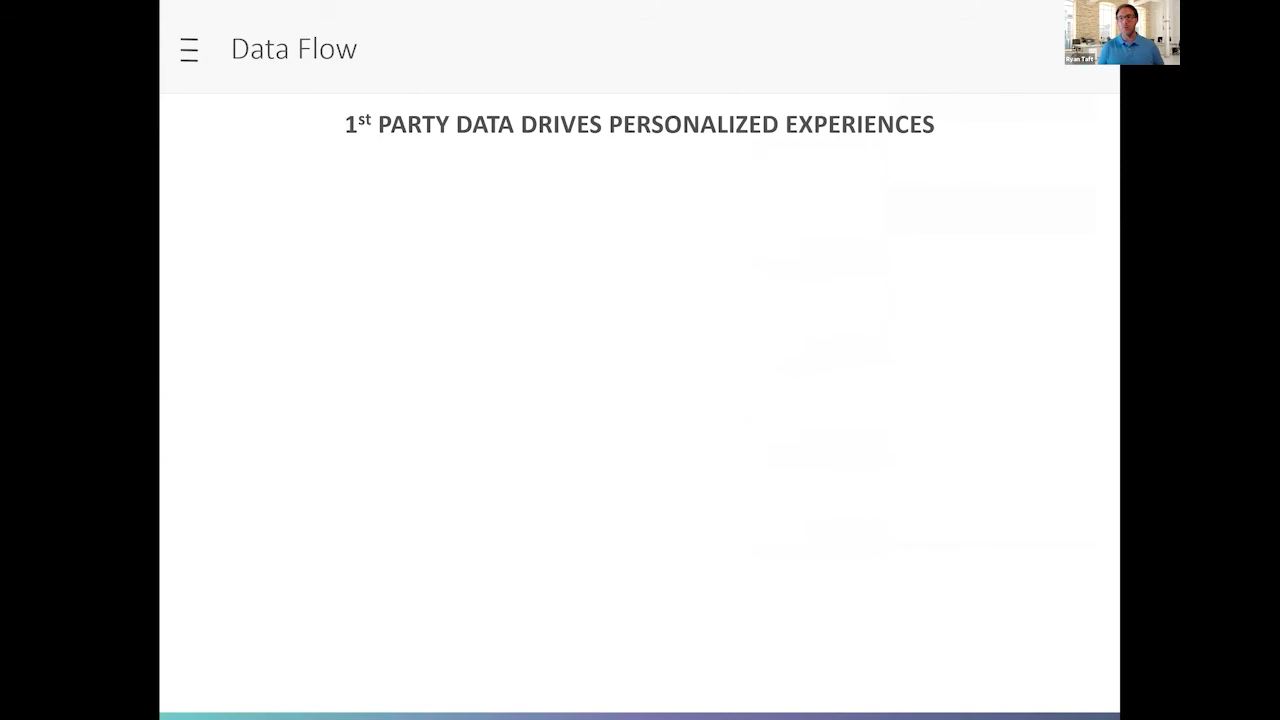 Data Flow
Ryan Taft
1st PARTY DATA DRIVES PERSONALIZED EXPERIENCES